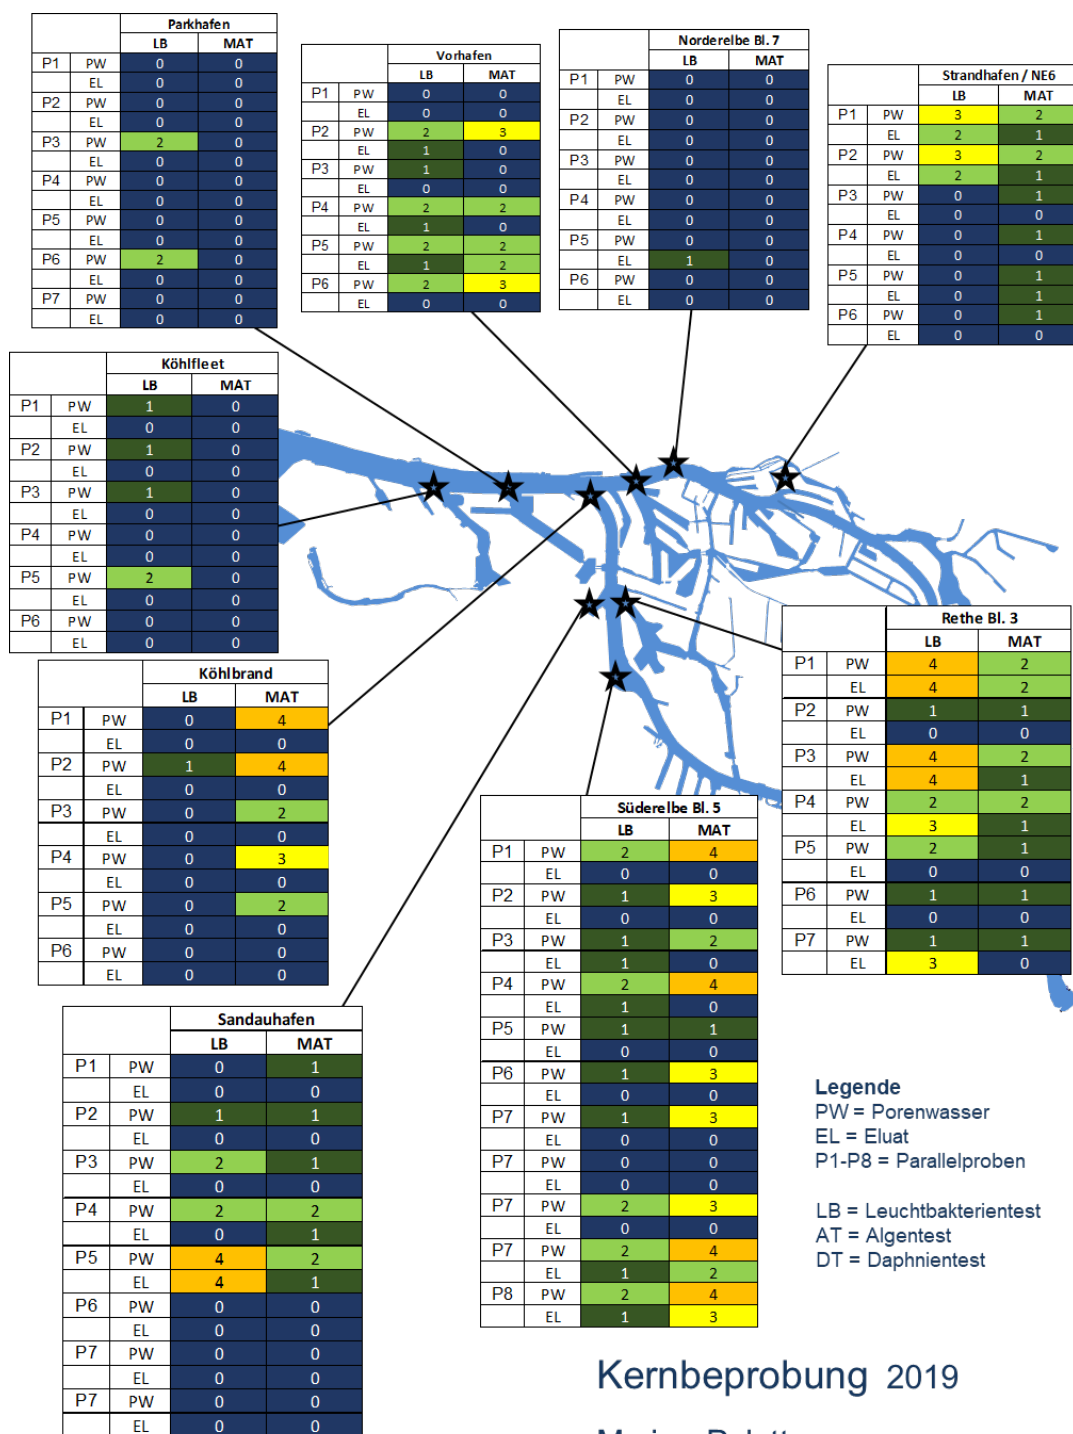 Parkhafen
LB MAT
P1 PW 0 0
EL 0 0
P2 PW 0 0
EL 0 0
P3 PW 2 0
EL 0 0
P4 PW 0 0
EL 0 0
P5 PW 0 0
EL 0 0
P6 PW 2 0
EL 0 0
P7 PW 0 0
EL 0 0
Vorhafen
LB MAT
P1 PW 0 0
EL 0 0
P2 PW 2 3
EL 1 0
P3 PW 1 0
EL 0 0
P4 PW 2 2
EL 1 0
P5 PW 2 2
EL 1 2
P6 PW 2 3
EL 0 0
Norderelbe Bl. 7
LB MAT
P1 PW 0 0
EL 0 0
P2 PW 0 0
EL 0 0
P3 PW 0 0
EL 0 0
P4 PW 0 0
EL 0 0
P5 PW 0 0
EL 1 0
P6 PW 0 0
EL 0 0
Strandhafen / NE6
LB MAT
P1 PW 3 2
EL 2 1
P2 PW 3 2
EL 2 1
P3 PW 0 1
EL 0 0
P4 PW 0 1
EL 0 0
P5 PW 0 1
EL 0 1
P6 PW 0 1
EL 0 0
Köhlfleet
LB MAT
P1 PW 1 0
EL 0 0
P2 PW 1 0
EL 0 0
P3 PW 1 0
EL 0 0
P4 PW 0 0
EL 0 0
P5 PW 2 0
EL 0 0
P6 PW 0 0
EL 0 0
Köhlbrand
LB MAT
P1 PW 0 4
EL 0 0
P2 PW 1 4
EL 0 0
P3 PW 0 2
EL 0 0
P4 PW 0 3
EL 0 0
P5 PW 0 2
EL 0 0
P6 PW 0 0
EL 0 0
Rethe Bl. 3
LB MAT
P1 PW 4 2
EL 4 2
P2 PW 1 1
EL 0 0
P3 PW 4 2
EL 4 1
P4 PW 2 2
EL 3 1
P5 PW 2 1
EL 0 0
P6 PW 1 1
EL 0 0
P7 PW 1 1
EL 3 0
Süderelbe Bl. 5
LB MAT
P1 PW 2 4
EL 0 0
P2 PW 1 3
EL 0 0
P3 PW 1 2
EL 1 0
P4 PW 2 4
EL 1 0
P5 PW 1 1
EL 0 0
P6 PW 1 3
EL 0 0
P7 PW 1 3
EL 0 0
P7 PW 0 0
EL 0 0
P7 PW 2 3
EL 0 0
P7 PW 2 4
EL 1 2
P8 PW 2 4
EL 1 3
Sandauhafen
LB MAT
P1 PW 0 1
EL 0 0
P2 PW 1 1
EL 0 0
P3 PW 2 1
EL 0 0
P4 PW 2 2
EL 0 1
P5 PW 4 2
EL 4 1
P6 PW 0 0
EL 0 0
P7 PW 0 0
EL 0 0
P7 PW 0 0
EL 0 0
Legende
PW = Porenwasser
EL = Eluat
P1-P8 = Parallelproben
LB = Leuchtbakterientest
AT = Algentest
DT = Daphnientest
Kernbeprobung 2019